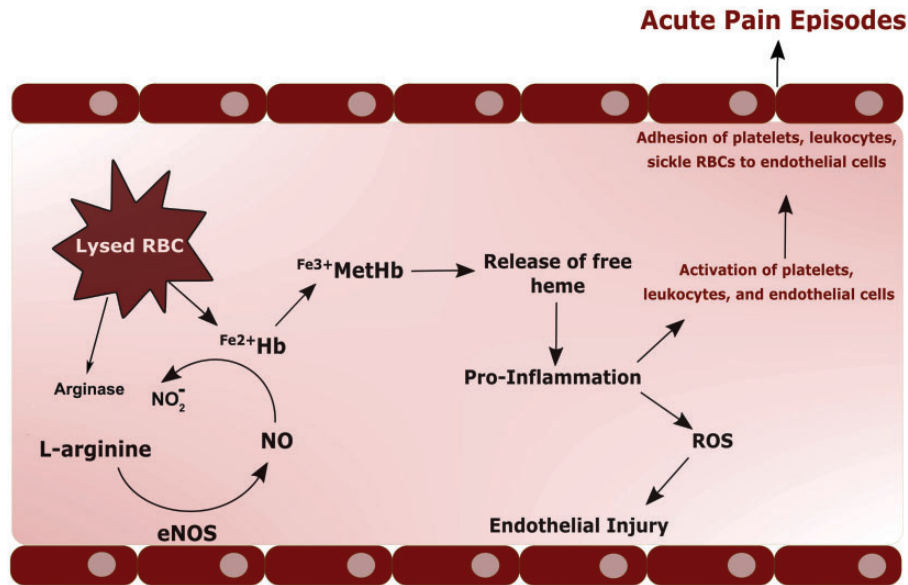 Acute Pain Episodes
Adhesion of platelets, leukocytes,
sickle RBCs to endothelial cells
Lysed RBC
Fe3+MetHb
Release of free
heme
Activation of platelets,
leukocytes, and endothelial cells
Fe2+Hb
Arginase
NO2-
Pro-Inflammation
L-arginine
NO
ROS
eNOS
Endothelial Injury